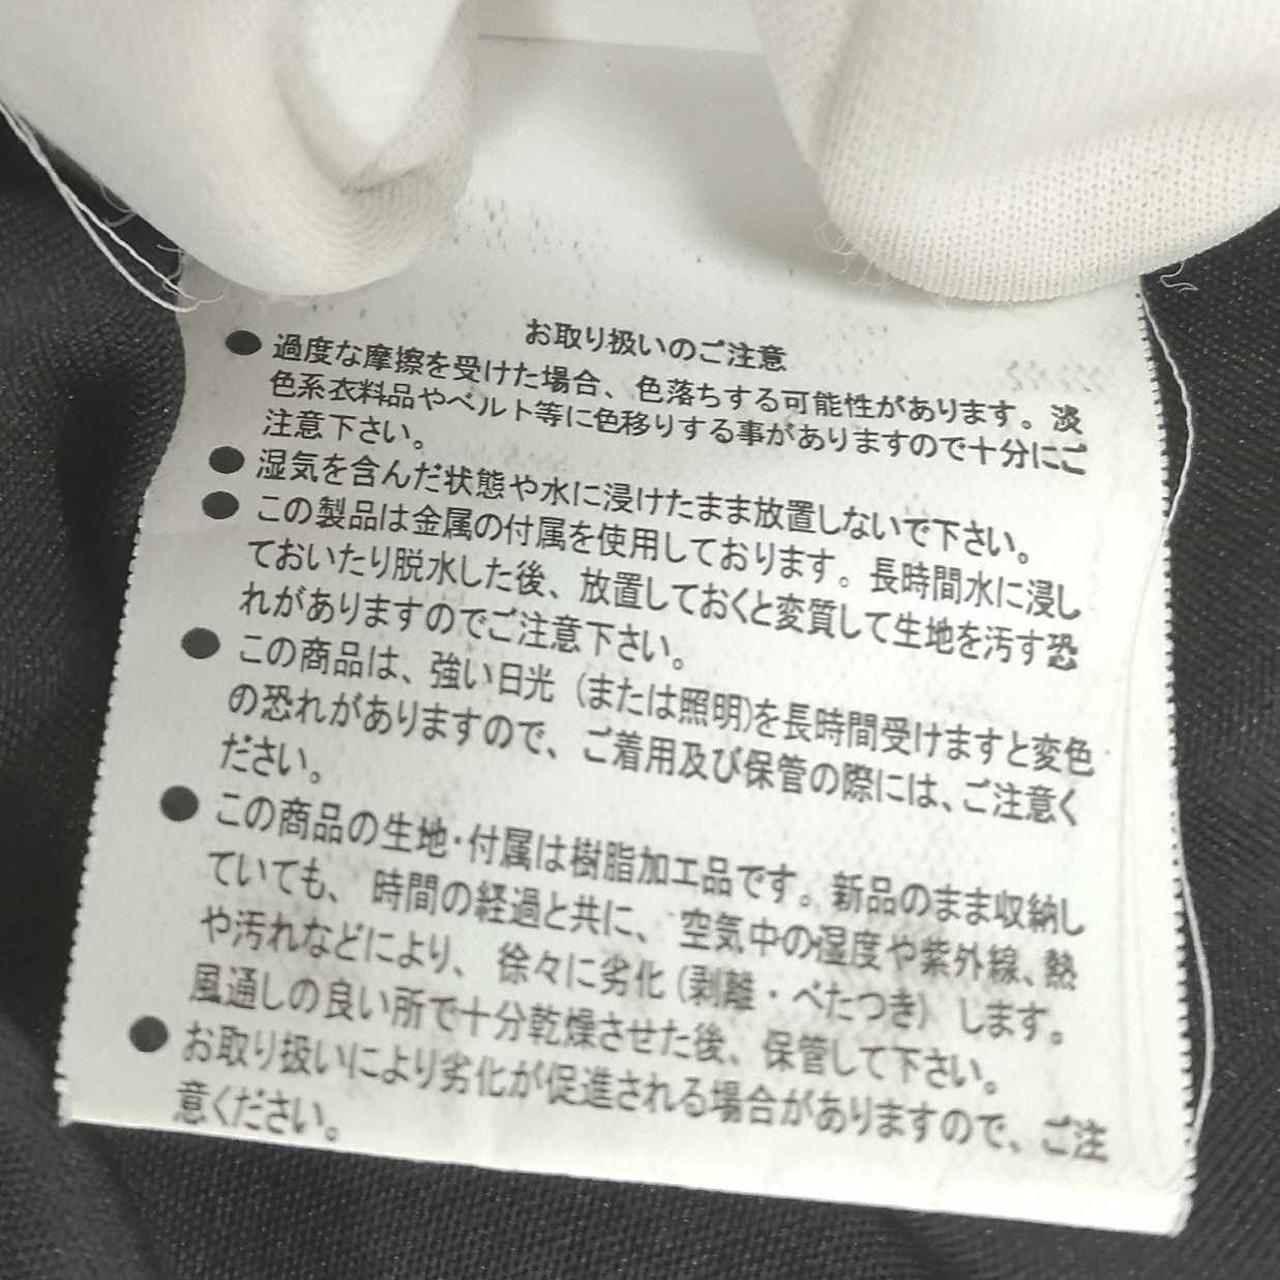 お取り扱いのご注意
●過度な摩擦を受けた場合、色落ちする可能性があります。淡
色系衣料品やベルト等に色移りする事がありますので十分にご
注意下さい。
●湿気を含んだ状態や水に浸けたまま放置しないで下さい。
●この製品は金属の付属を使用しております。長時間水に浸し
ておいたり脱水した後、放置しておくと変質して生地を汚す恐
れがありますのでご注意下さい。
●この商品は、強い日光(または照明)を長時間受けますと変色
の恐れがありますので、ご着用及び保管の際には、ご注意く
ださい。
●この商品の生地・付属は樹脂加工品です。新品のまま収納し
ていても、時間の経過と共に、空気中の湿度や紫外線、熱
や汚れなどにより、徐々に劣化(剥離・べたつき)します。
風通しの良い所で十分乾燥させた後、保管して下さい。
●お取り扱いにより劣化が促進される場合がありますので、ご注
意ください。